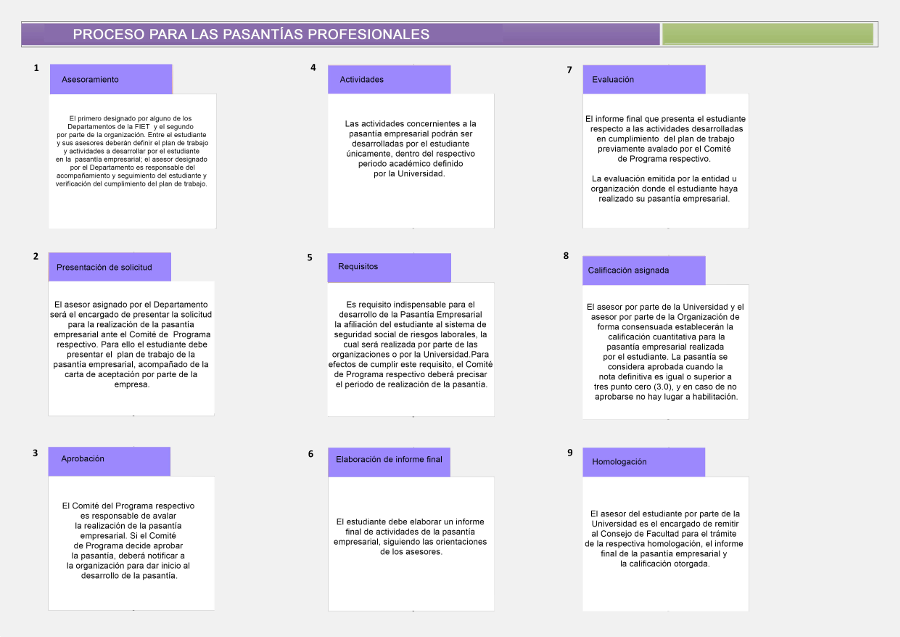 PROCESO PARA LAS PASANTÍAS PROFESIONALES
1
Asesoramiento
El primero designado por alguno de los
Departamentos de la FIET y el segundo
por parte de la organización. Entre el estudiante
y sus asesores deberán definir el plan de trabajo
y actividades a desarrollar por el estudiante
en la pasantía empresarial; el asesor designado
por el Departamento es responsable del
acompañamiento y seguimiento del estudiante y
verificación del cumplimiento del plan de trabajo.
2
Presentación de solicitud
El asesor asignado por el Departamento
será el encargado de presentar la solicitud
para la realización de la pasantía
empresarial ante el Comité de Programa
respectivo. Para ello el estudiante debe
presentar el plan de trabajo de la
pasantía empresarial, acompañado de la
carta de aceptación por parte de la
empresa.
3
Aprobación
El Comité del Programa respectivo
es responsable de avalar
la realización de la pasantía
empresarial. Si el Comité
de Programa decide aprobar
la pasantía, deberá notificar a
la organización para dar inicio al
desarrollo de la pasantía.
4
Actividades
Las actividades concernientes a la
pasantía empresarial podrán ser
desarrolladas por el estudiante
únicamente, dentro del respectivo
periodo académico definido
por la Universidad.
5
Requisitos
Es requisito indispensable para el
desarrollo de la Pasantía Empresarial
la afiliación del estudiante al sistema de
seguridad social de riesgos laborales, la
cual será realizada por parte de las
organizaciones o por la Universidad.Para
efectos de cumplir este requisito, el Comité
de Programa respectivo deberá precisar
el periodo de realización de la pasantía.
6
Elaboración de informe final
El estudiante debe elaborar un informe
final de actividades de la pasantía
empresarial, siguiendo las orientaciones
de los asesores.
7
Evaluación
El informe final que presenta el estudiante
respecto a las actividades desarrolladas
en cumplimiento del plan de trabajo
previamente avalado por el Comité
de Programa respectivo.
La evaluación emitida por la entidad u
organización donde el estudiante haya
realizado su pasantía empresarial.
8
Calificación asignada
El asesor por parte de la Universidad y el
asesor por parte de la Organización de
forma consensuada establecerán la
calificación cuantitativa para la
pasantía empresarial realizada
por el estudiante. La pasantía se
considera aprobada cuando la
nota definitiva es igual o superior a
tres punto cero (3.0), y en caso de no
aprobarse no hay lugar a habilitación.
9
Homologación
El asesor del estudiante por parte de la
Universidad es el encargado de remitir
al Consejo de Facultad para el trámite
de la respectiva homologación, el informe
final de la pasantía empresarial y
la calificación otorgada.